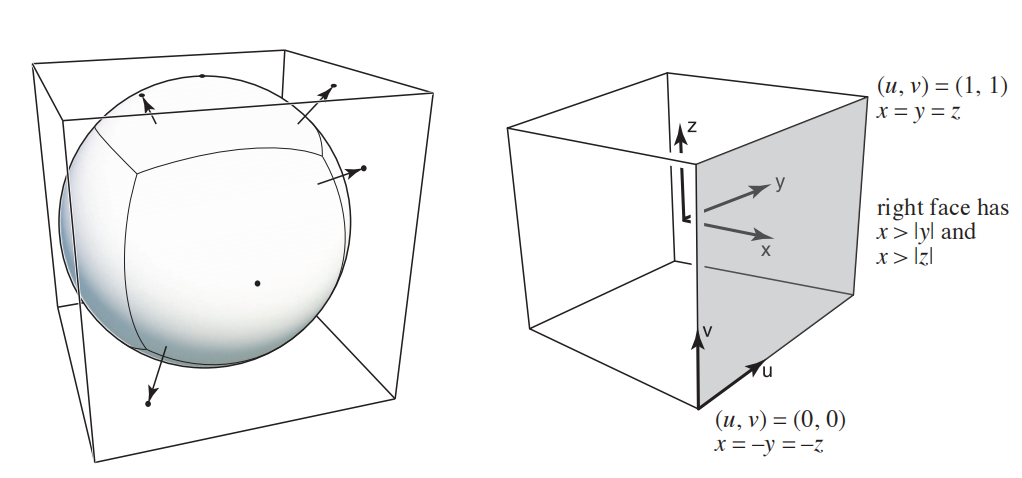 (u, v) = (1, 1)
x = y = z
z
y
x
right face has
x > |y| and
x > |z|
v
u
(u, v) = (0, 0)
x = –y = –z